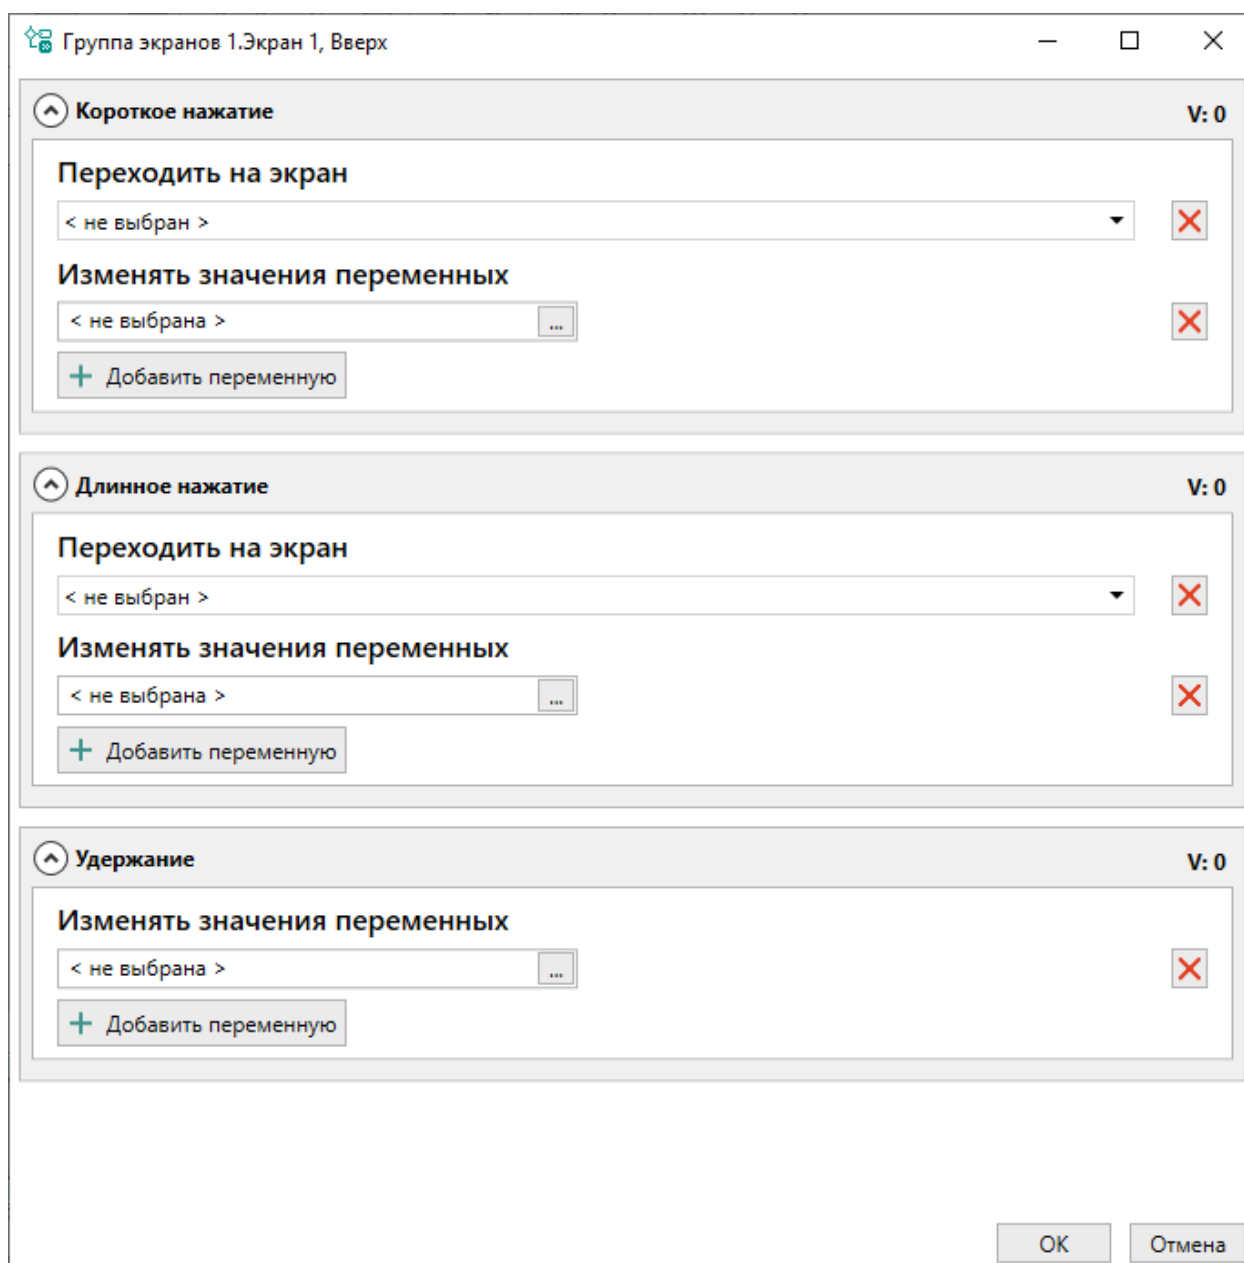 Группа экранов 1.Экран 1, Вверх
Короткое нажатие V: 0
Переходить на экран
< не выбран >
Изменять значения переменных
< не выбрана > ...
+ Добавить переменную
Длинное нажатие V: 0
Переходить на экран
< не выбран >
Изменять значения переменных
< не выбрана > ...
+ Добавить переменную
Удержание V: 0
Изменять значения переменных
< не выбрана > ...
+ Добавить переменную
OK Отмена